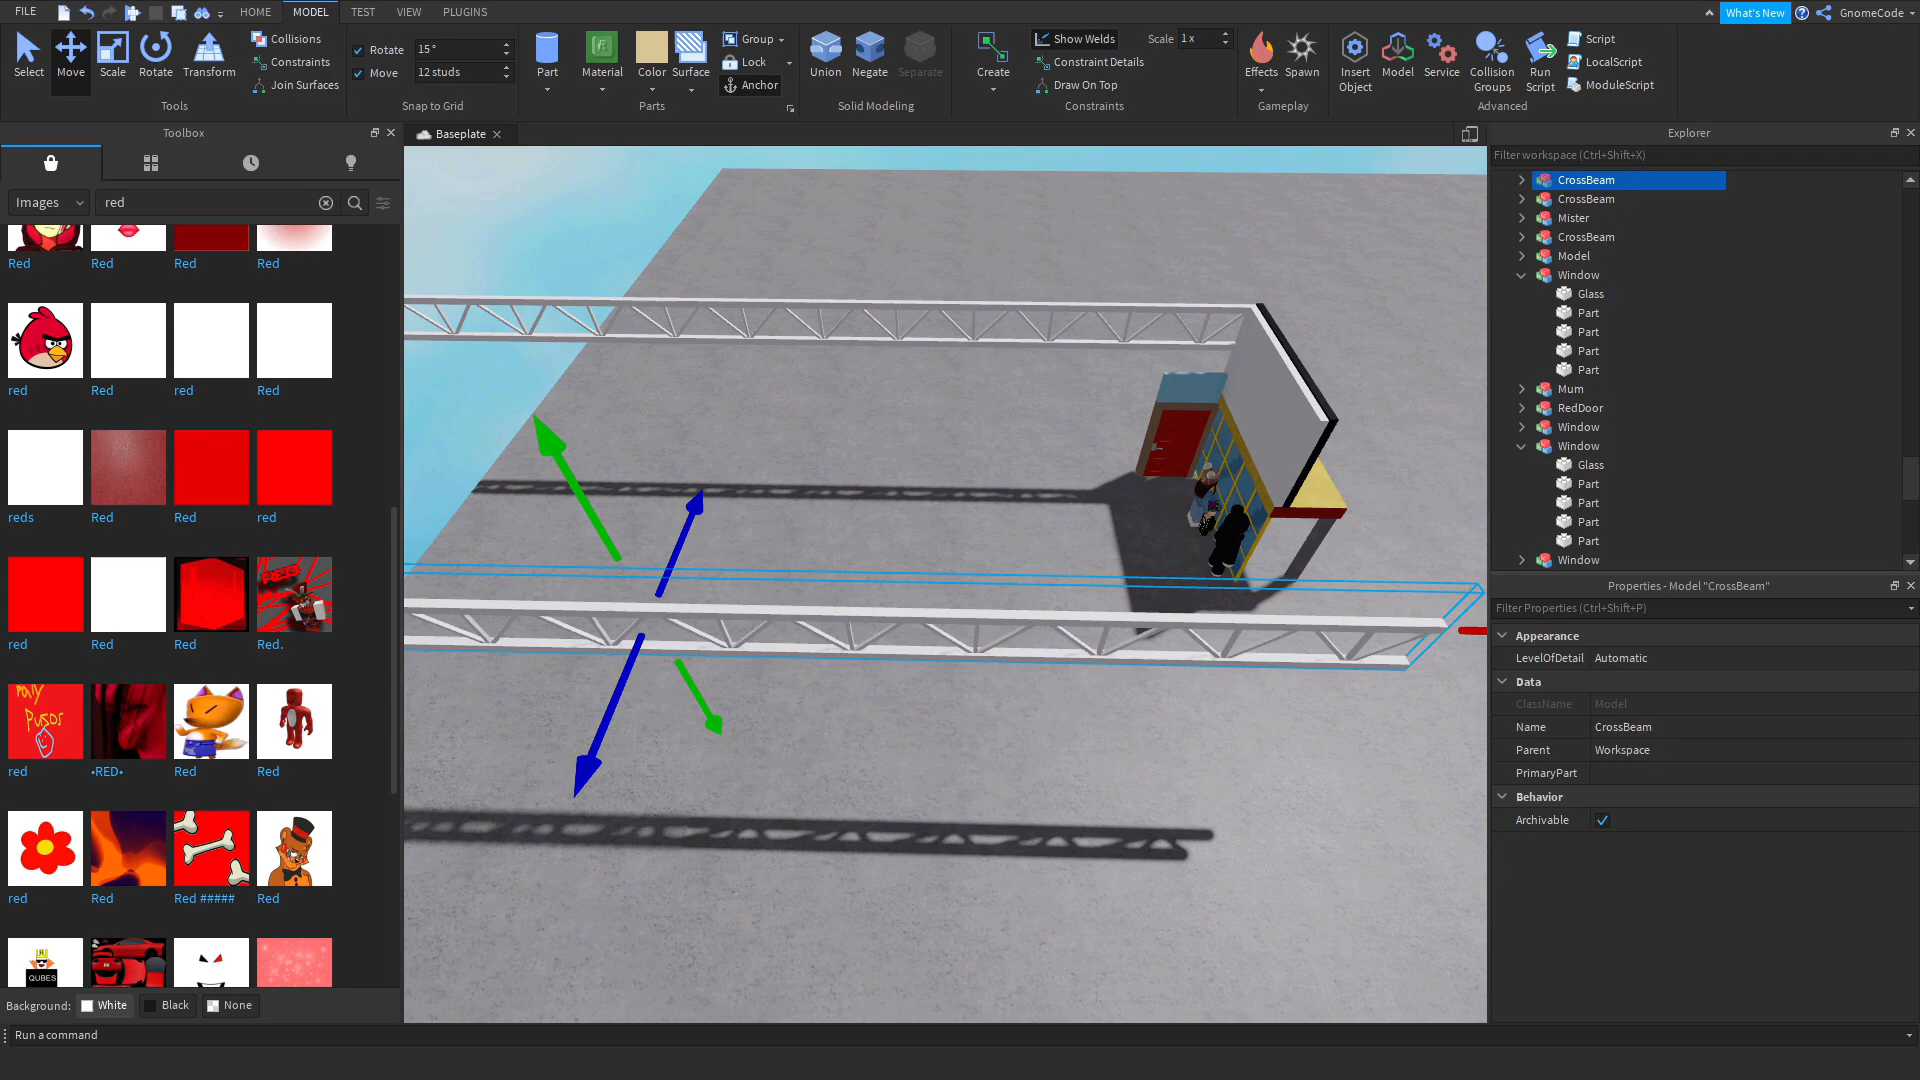 FILE HOME MODEL TEST VIEW PLUGINS What's New GnomeCode
Select Move Scale Rotate Transform
Collisions
Constraints
Join Surfaces
Tools
Rotate 15°
Move 12 studs
Snap to Grid
Part Material Color Surface
Group
Lock
Anchor
Parts
Union Negate Separate
Solid Modeling
Create
Show Welds
Constraint Details
Draw On Top
Scale 1 x
Constraints
Effects Spawn
Gameplay
Insert Object
Model
Service
Collision Groups
Run Script
Script
LocalScript
ModuleScript
Advanced
Toolbox
Images red
Red Red Red Red
red Red red Red
reds Red Red red
red Red Red Red.
RED
Pusos
red •RED• Red Red
red Red Red ##### Red
QUBES
Background: White Black None
Run a command
Baseplate
Explorer
Filter workspace (Ctrl+Shift+X)
CrossBeam
CrossBeam
Mister
CrossBeam
Model
Window
Glass
Part
Part
Part
Part
Mum
RedDoor
Window
Window
Glass
Part
Part
Part
Part
Window
Properties - Model "CrossBeam"
Filter Properties (Ctrl+Shift+P)
Appearance
LevelOfDetail Automatic
Data
ClassName Model
Name CrossBeam
Parent Workspace
PrimaryPart
Behavior
Archivable